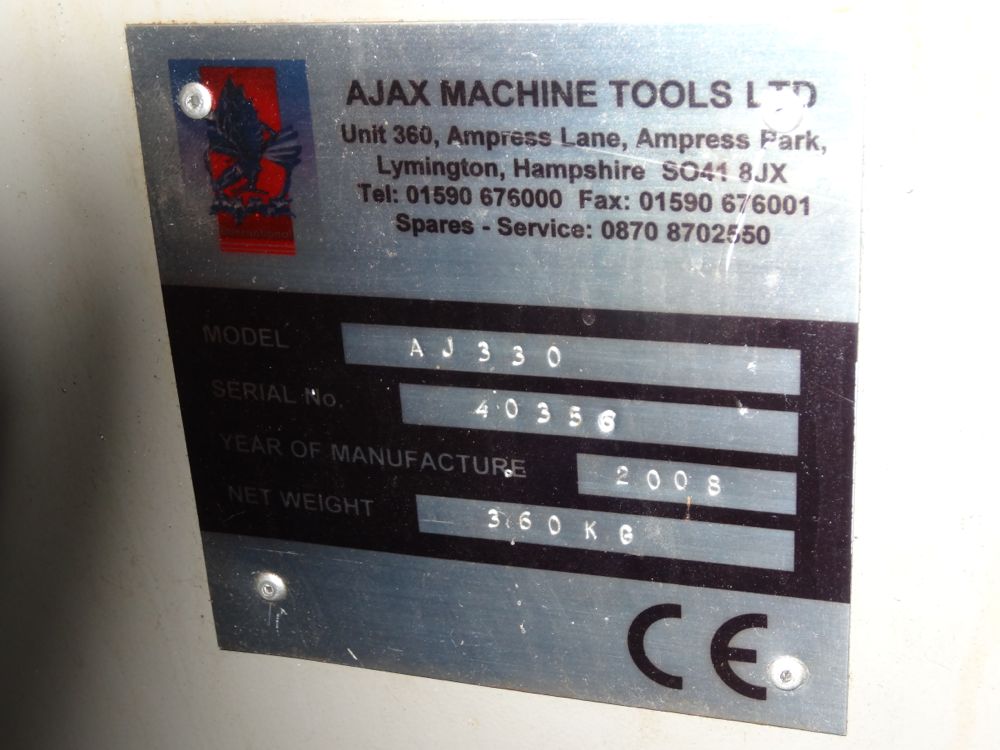 AJAX MACHINE TOOLS LTD
Unit 360, Ampress Lane, Ampress Park,
Lymington, Hampshire SO41 8JX
Tel: 01590 676000 Fax: 01590 676001
Spares - Service: 0870 8702550
International
MODEL AJ330
SERIAL No. 40356
YEAR OF MANUFACTURE 2008
NET WEIGHT 360KG
CE